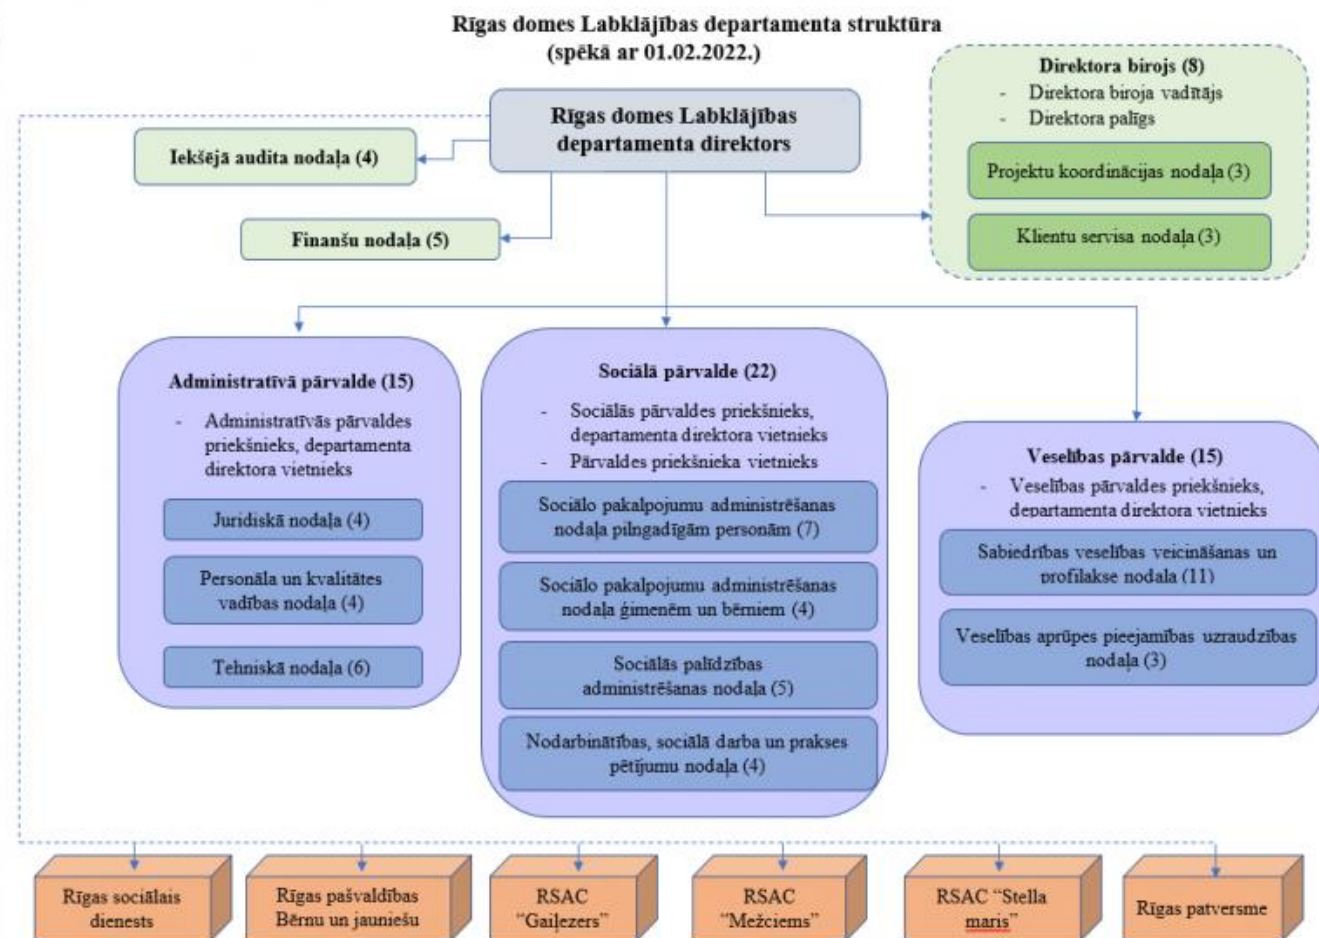 Rīgas domes Labklājības departamenta struktūra
(spēkā ar 01.02.2022.)
Direktora birojs (8)
- Direktora biroja vadītājs
- Direktora palīgs
Projektu koordinācijas nodaļa (3)
Klientu servisa nodaļa (3)
Rīgas domes Labklājības
departamenta direktors
Iekšējā audita nodaļa (4)
Finanšu nodaļa (5)
Administratīvā pārvalde (15)
- Administratīvās pārvaldes
priekšnieks, departamenta
direktora vietnieks
Juridiskā nodaļa (4)
Personāla un kvalitātes
vadības nodaļa (4)
Tehniskā nodaļa (6)
Sociālā pārvalde (22)
- Sociālās pārvaldes priekšnieks,
departamenta direktora vietnieks
- Pārvaldes priekšnieka vietnieks
Sociālo pakalpojumu administrēšanas
nodaļa pilngadīgām personām (7)
Sociālo pakalpojumu administrēšanas
nodaļa ģimenēm un bērniem (4)
Sociālās palīdzības
administrēšanas nodaļa (5)
Nodarbinātības, sociālā darba un prakses
pētījumu nodaļa (4)
Veselības pārvalde (15)
- Veselības pārvaldes priekšnieks,
departamenta direktora vietnieks
Sabiedrības veselības veicināšanas un
profilakse nodaļa (11)
Veselības aprūpes pieejamības uzraudzības
nodaļa (3)
Rīgas sociālais
dienests
Rīgas pašvaldības
Bērnu un jauniešu
RSAC
“Gaiļezers”
RSAC
“Mežciems”
RSAC “Stella
maris”
Rīgas patversme